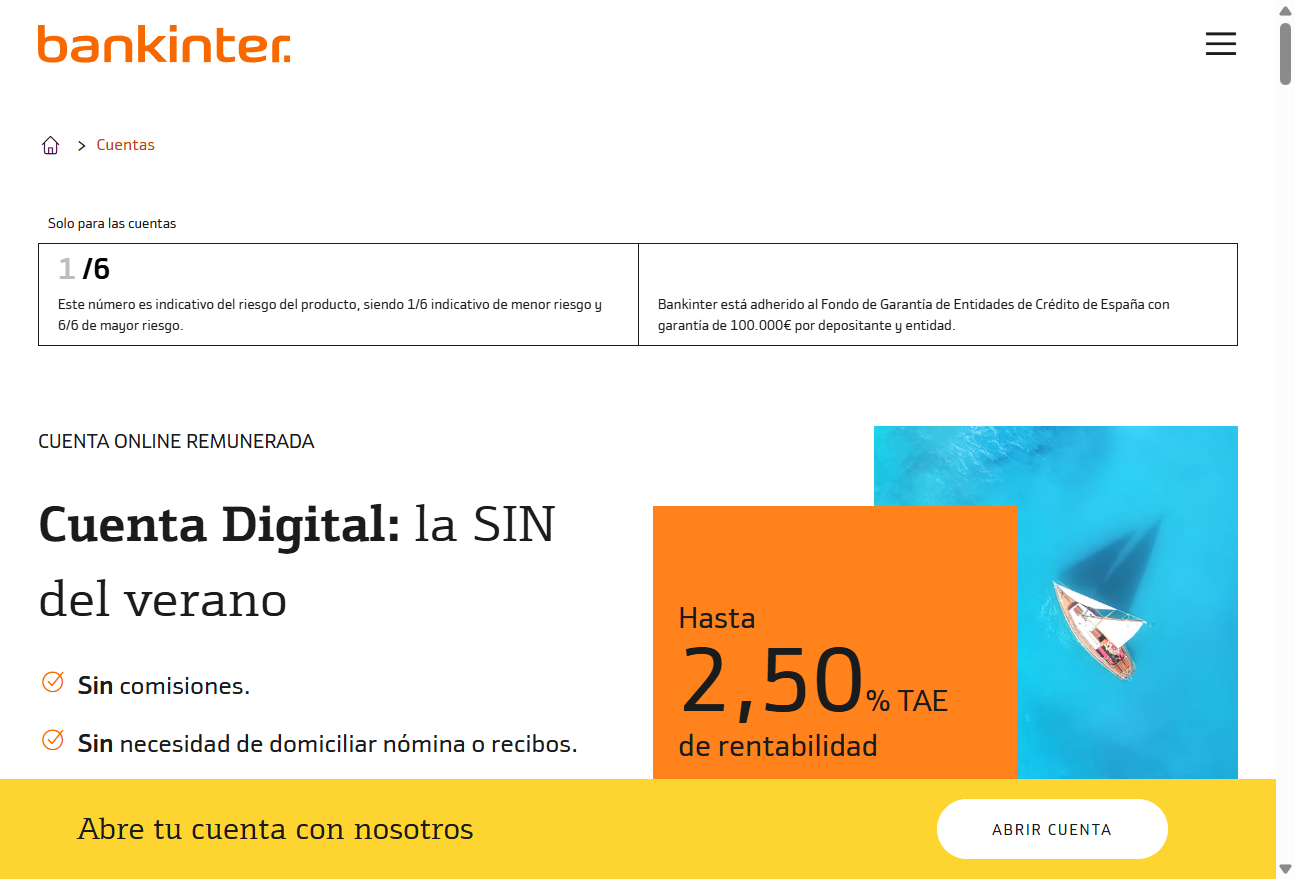 bankinter.
> Cuentas
Solo para las cuentas
1 /6
Este número es indicativo del riesgo del producto, siendo 1/6 indicativo de menor riesgo y
6/6 de mayor riesgo.
Bankinter está adherido al Fondo de Garantía de Entidades de Crédito de España con
garantía de 100.000€ por depositante y entidad.
CUENTA ONLINE REMUNERADA
Cuenta Digital: la SIN
del verano
Sin comisiones.
Sin necesidad de domiciliar nómina o recibos.
Hasta
2,50% TAE
de rentabilidad
Abre tu cuenta con nosotros
ABRIR CUENTA